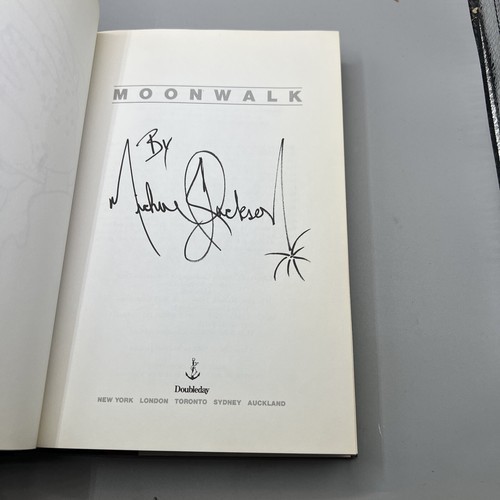 MOONWALK
By
Michael Jackson
Doubleday
NEW YORK LONDON TORONTO SYDNEY AUCKLAND